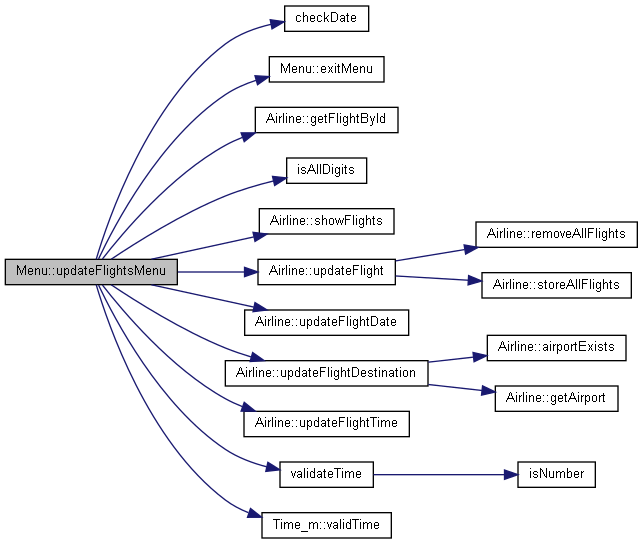 checkDate
Menu::exitMenu
Airline::getFlightById
isAllDigits
Airline::showFlights
Airline::removeAllFlights
Menu::updateFlightsMenu
Airline::updateFlight
Airline::storeAllFlights
Airline::updateFlightDate
Airline::airportExists
Airline::updateFlightDestination
Airline::getAirport
Airline::updateFlightTime
validateTime
isNumber
Time_m::validTime